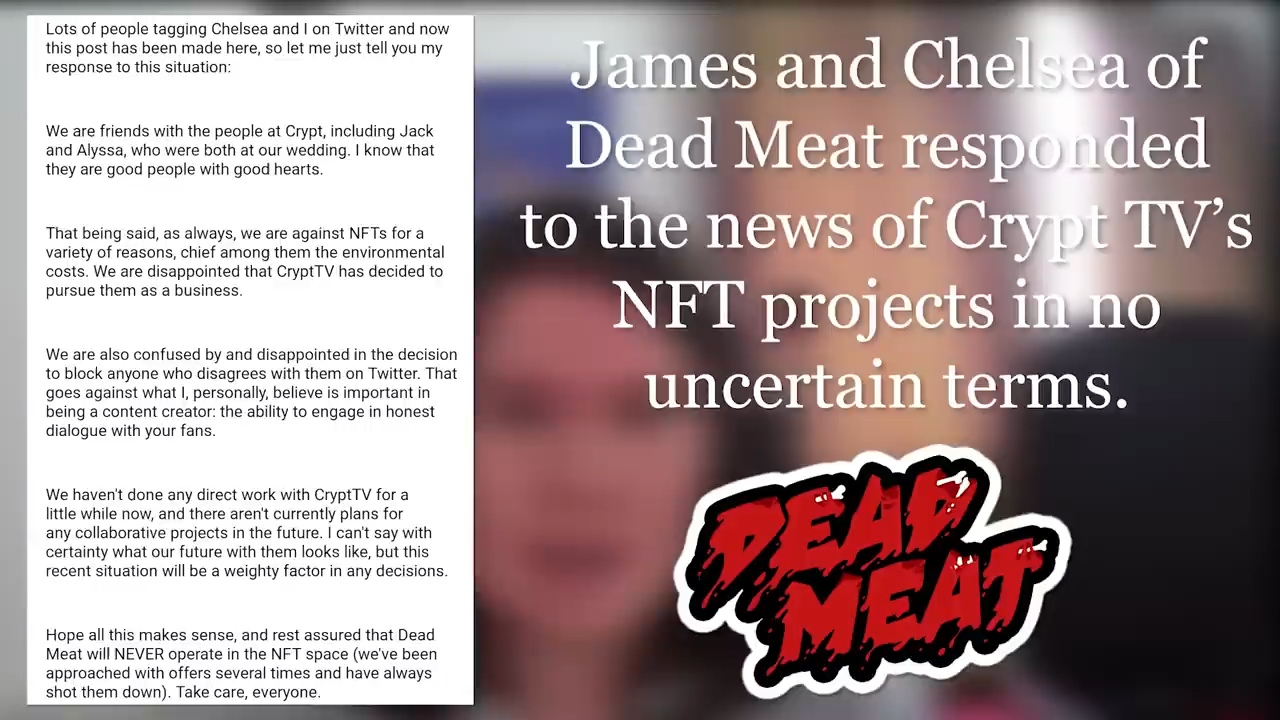 Lots of people tagging Chelsea and I on Twitter and now
this post has been made here, so let me just tell you my
response to this situation:
We are friends with the people at Crypt, including Jack
and Alyssa, who were both at our wedding. I know that
they are good people with good hearts.
That being said, as always, we are against NFTs for a
variety of reasons, chief among them the environmental
costs. We are disappointed that CryptTV has decided to
pursue them as a business.
We are also confused by and disappointed in the decision
to block anyone who disagrees with them on Twitter. That
goes against what I, personally, believe is important in
being a content creator: the ability to engage in honest
dialogue with your fans.
We haven't done any direct work with CryptTV for a
little while now, and there aren't currently plans for
any collaborative projects in the future. I can't say with
certainty what our future with them looks like, but this
recent situation will be a weighty factor in any decisions.
Hope all this makes sense, and rest assured that Dead
Meat will NEVER operate in the NFT space (we've been
approached with offers several times and have always
shot them down). Take care, everyone.
James and Chelsea of
Dead Meat responded
to the news of Crypt TV’s
NFT projects in no
uncertain terms.
DEAD
MEAT